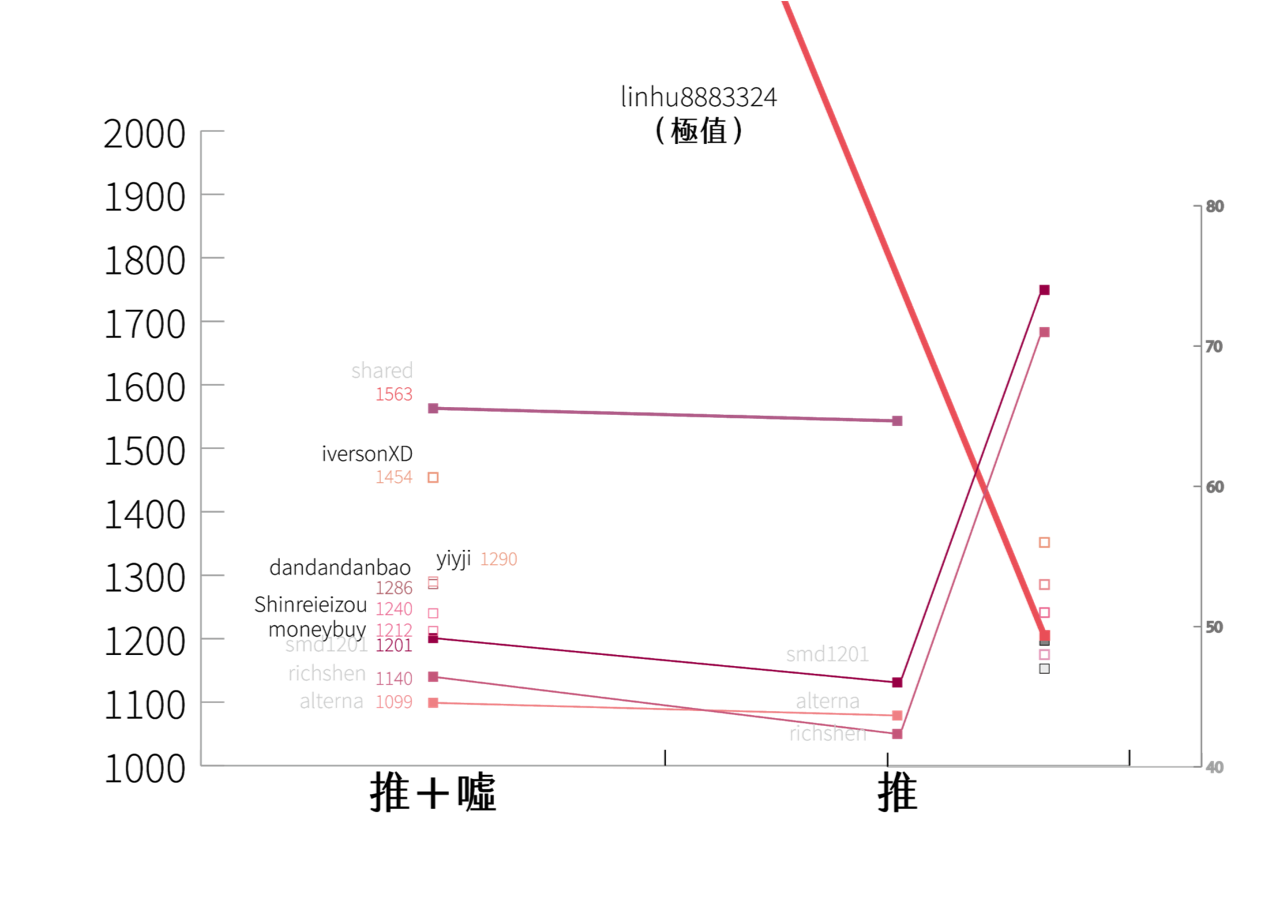 linhu8883324
(極值)
2000
1900
1800
1700
1600
1500
1400
1300
1200
1100
1000
80
70
60
50
40
shared
1563
iversonXD
1454
yiyji 1290
dandandanbao
1286
Shinreieizou 1240
moneybuy 1212
smd1201 1201
richshen 1140
alterna 1099
smd1201
alterna
richshen
推＋噓
推